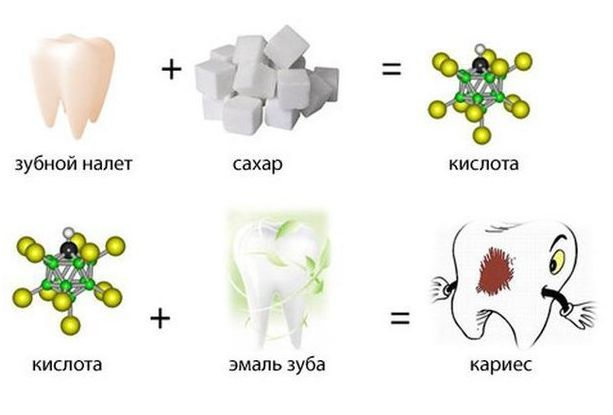 зубной налет + сахар = кислота
кислота + эмаль зуба = кариес